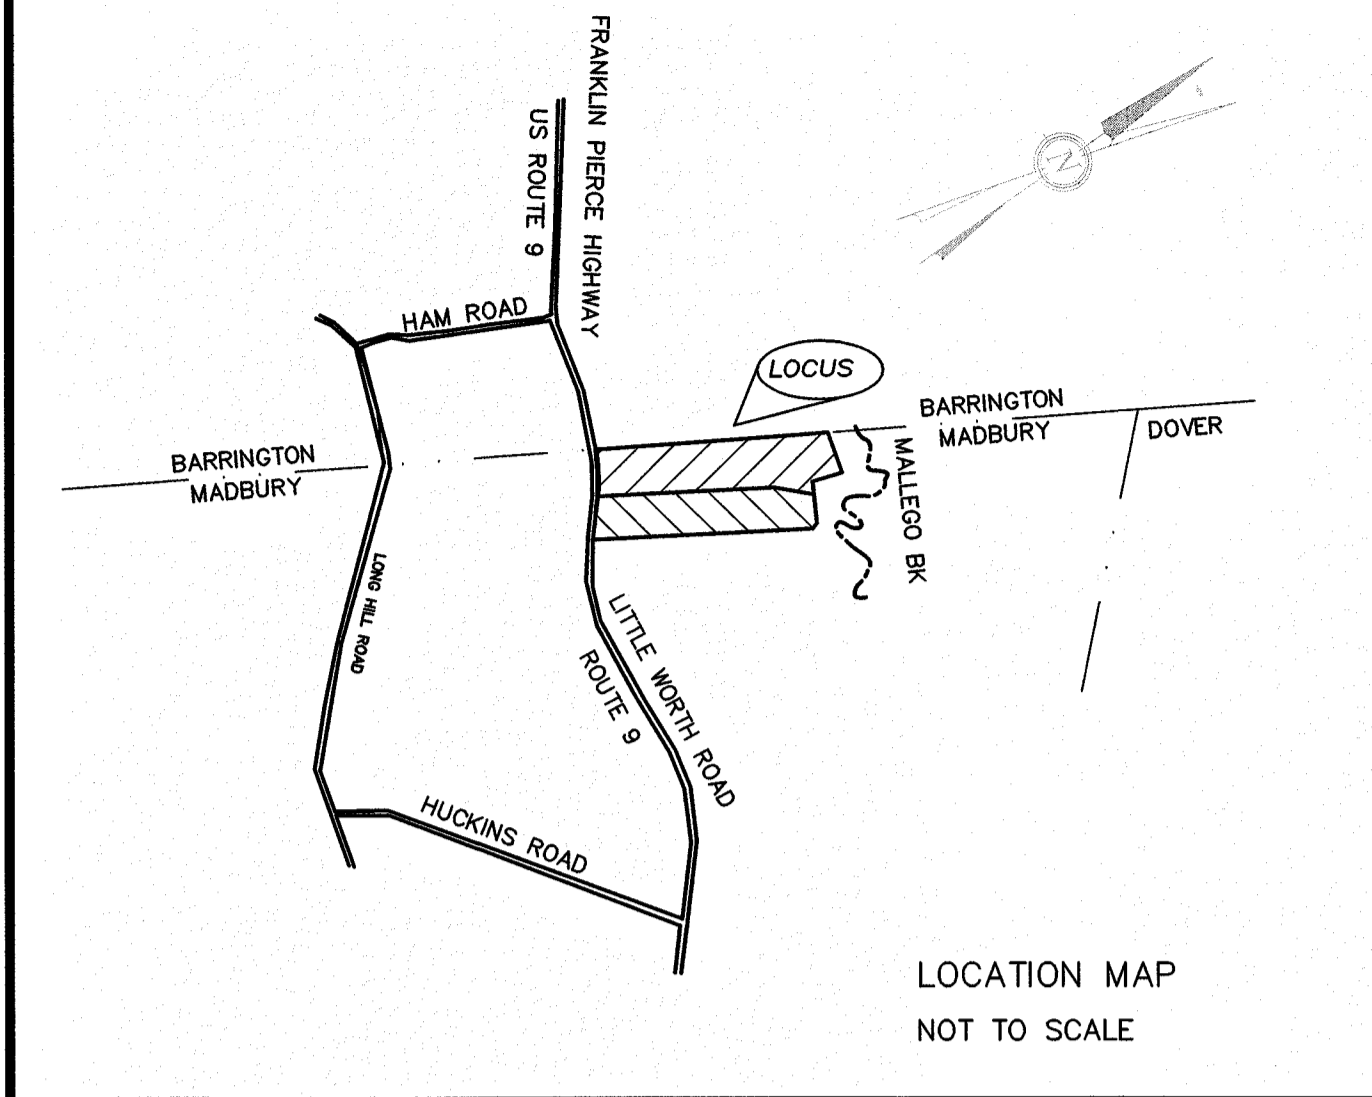 FRANKLIN PIERCE HIGHWAY
US ROUTE 9
N
HAM ROAD
LOCUS
BARRINGTON
MADBURY
DOVER
BARRINGTON
MADBURY
MALLEGO BK
LONG HILL ROAD
LITTLE WORTH ROAD
ROUTE 9
HUCKINS ROAD
LOCATION MAP
NOT TO SCALE